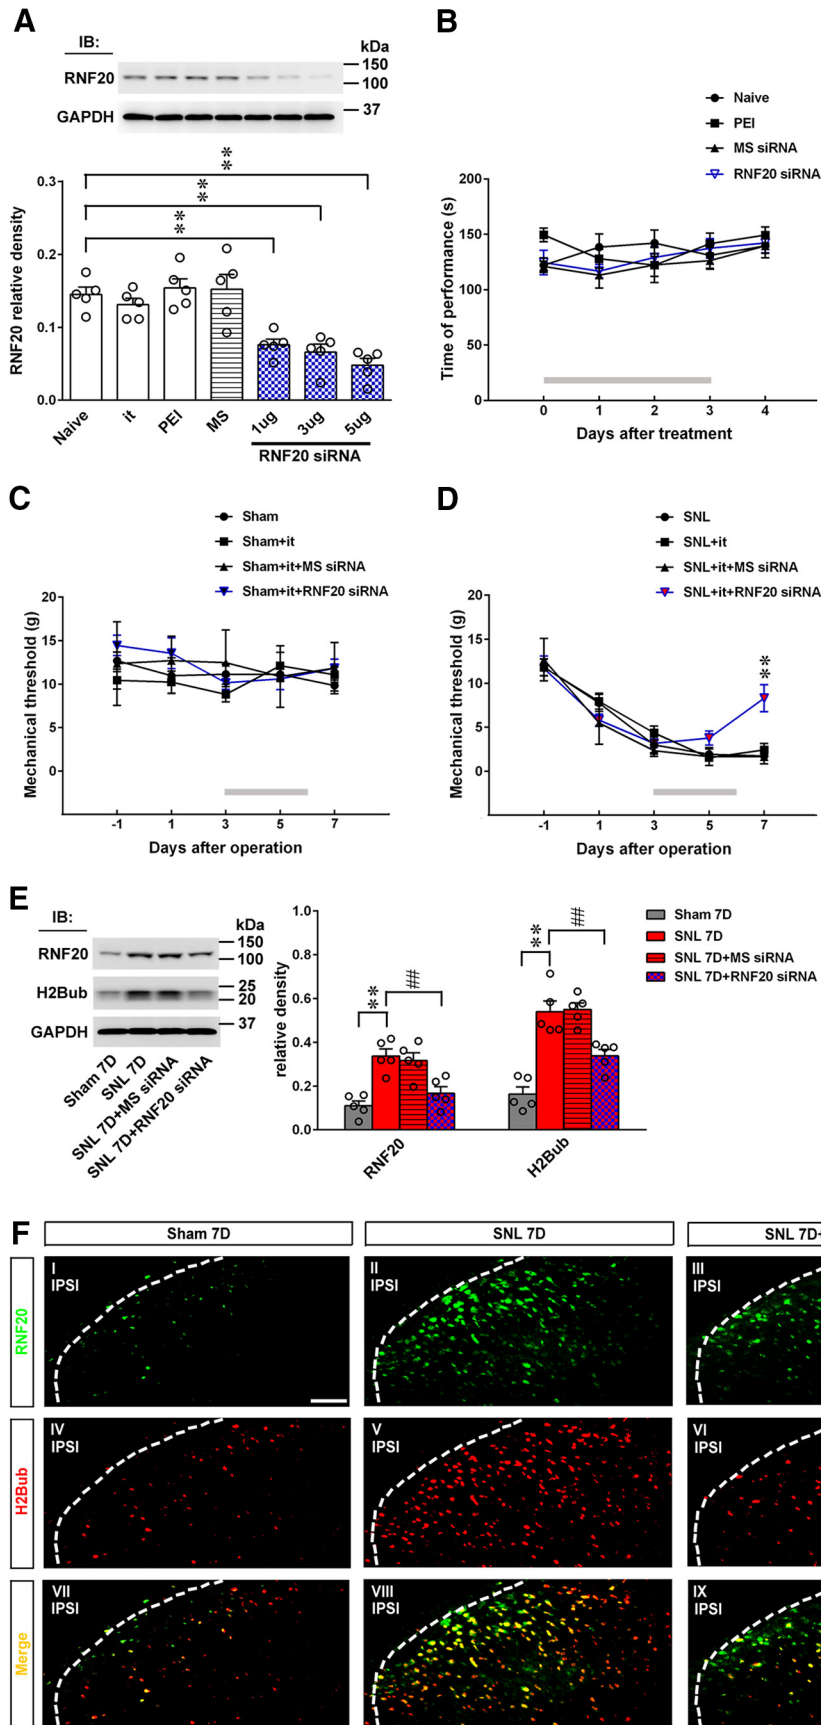 A
IB:
kDa
RNF20
150
100
GAPDH
37
**
**
**
RNF20 relative density
0.3
0.2
0.1
0.0
Naive
it
PEI
MS
1ug
3ug
5ug
RNF20 siRNA
B
Naive
PEI
MS siRNA
RNF20 siRNA
Time of performance (s)
200
150
100
50
0
0
1
2
3
4
Days after treatment
C
Sham
Sham+it
Sham+it+MS siRNA
Sham+it+RNF20 siRNA
Mechanical threshold (g)
20
15
10
5
0
-1
1
3
5
7
Days after operation
D
SNL
SNL+it
SNL+it+MS siRNA
SNL+it+RNF20 siRNA
Mechanical threshold (g)
20
15
10
5
0
**
-1
1
3
5
7
Days after operation
E
IB:
kDa
RNF20
150
100
H2Bub
25
20
GAPDH
37
Sham 7D
SNL 7D
SNL 7D+MS siRNA
SNL 7D+RNF20 siRNA
relative density
1.0
0.8
0.6
0.4
0.2
0.0
**
##
**
##
RNF20
H2Bub
Sham 7D
SNL 7D
SNL 7D+MS siRNA
SNL 7D+RNF20 siRNA
F
Sham 7D
SNL 7D
SNL 7D+
RNF20
I
IPSI
II
IPSI
III
IPSI
H2Bub
IV
IPSI
V
IPSI
VI
IPSI
Merge
VII
IPSI
VIII
IPSI
IX
IPSI